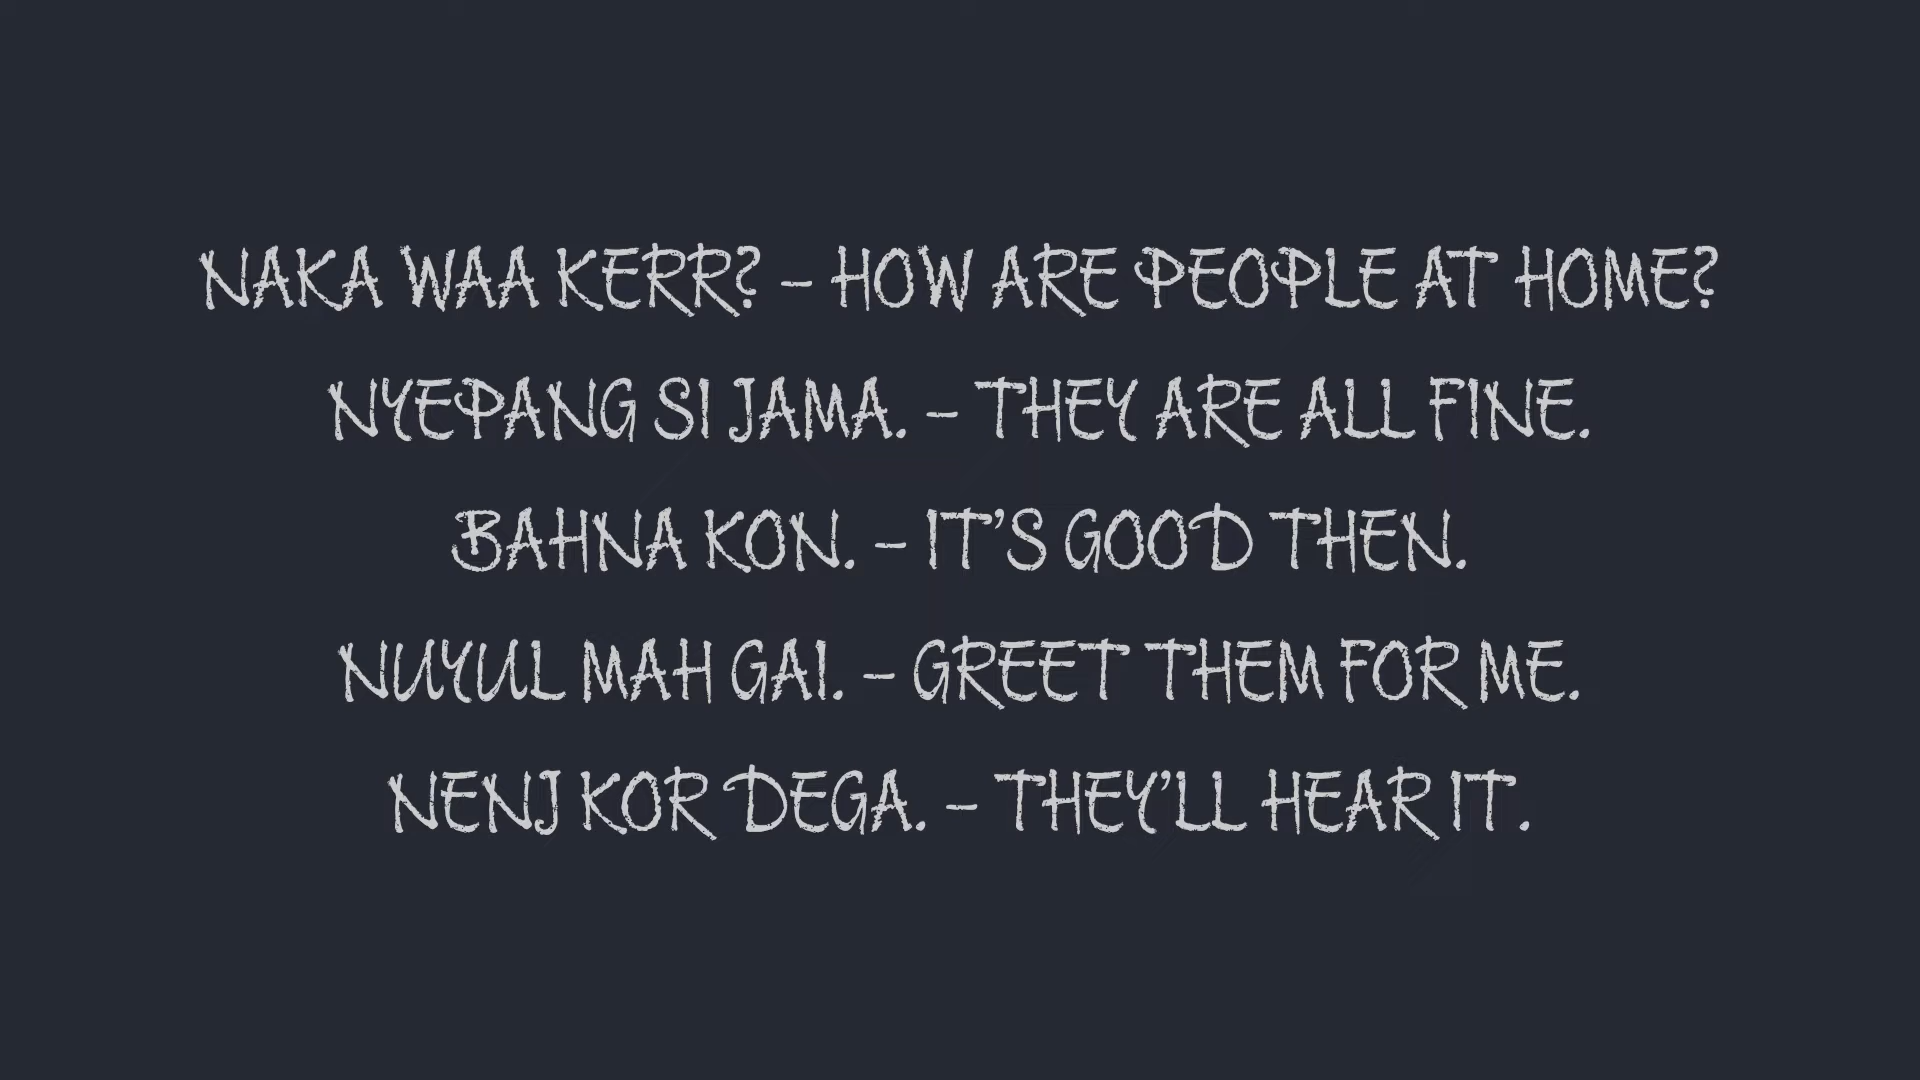 NAKA WAA KERR? – HOW ARE PEOPLE AT HOME?
NYEPANG SI JAMA. – THEY ARE ALL FINE.
BAHNA KON. – IT'S GOOD THEN.
NUYUL MAH GAI. – GREET THEM FOR ME.
NENJ KOR DEGA. – THEY'LL HEAR IT.